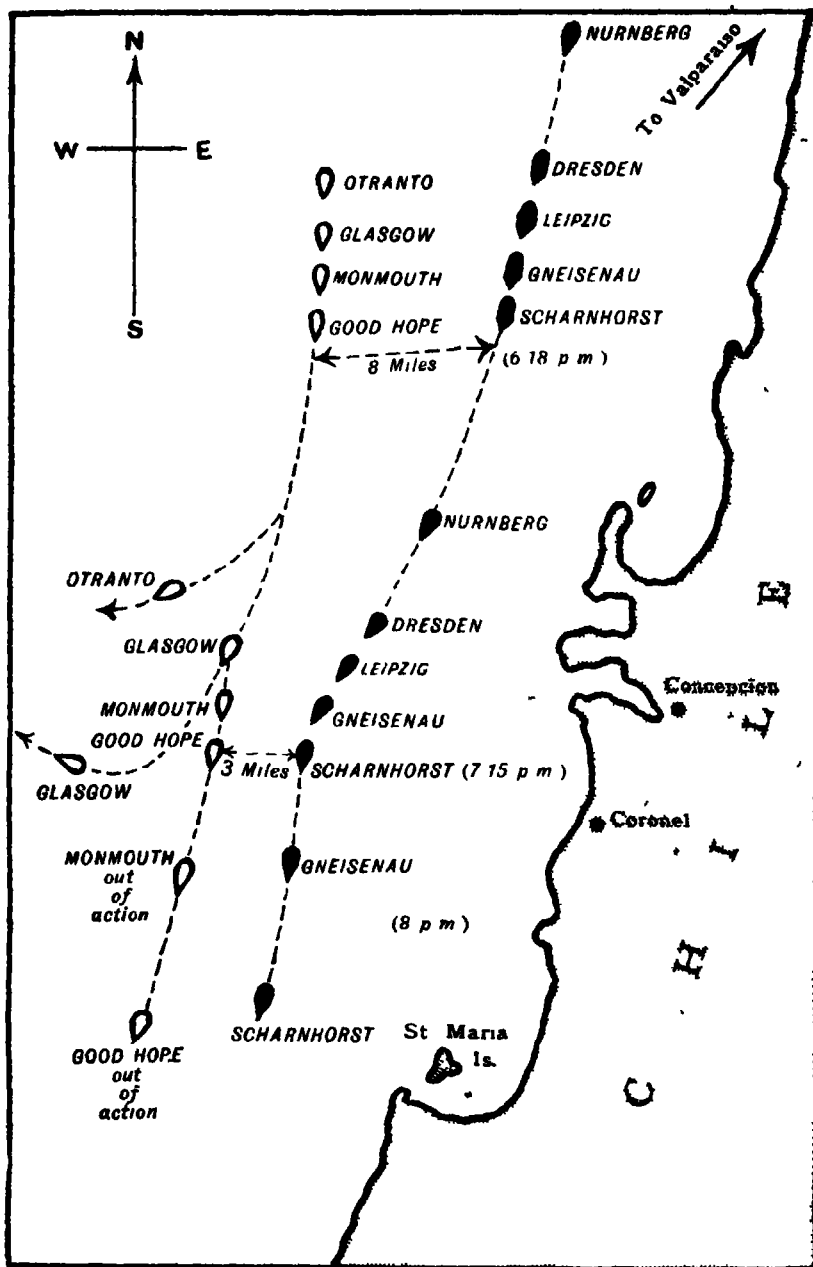 NURNBERG
To Valparaiso
N
W E
S
OTRANTO
DRESDEN
GLASGOW
LEIPZIG
MONMOUTH
GNEISENAU
GOOD HOPE
SCHARNHORST
8 Miles
(6 18 p m)
NURNBERG
OTRANTO
DRESDEN
GLASGOW
LEIPZIG
MONMOUTH
GNEISENAU
GOOD HOPE
3 Miles
SCHARNHORST (7 15 p m)
GLASGOW
Concepcion
Coronel
MONMOUTH
out
of
action
GNEISENAU
(8 p m)
SCHARNHORST
GOOD HOPE
out
of
action
St Maria
Is.
CHILE